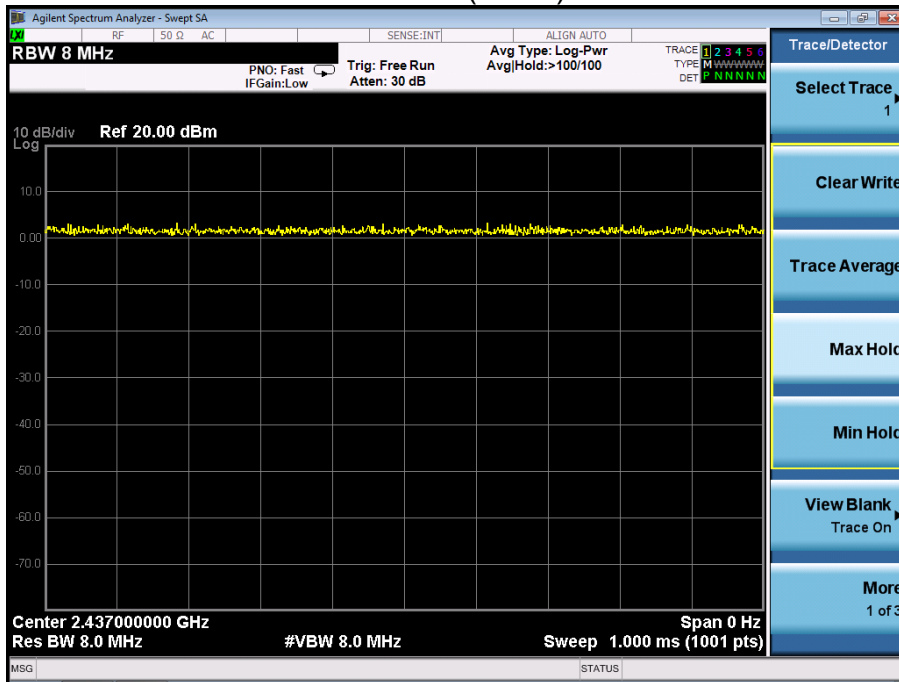 Agilent Spectrum Analyzer - Swept SA
LXI RF 50 Ω AC SENSE:INT ALIGN AUTO
RBW 8 MHz
PNO: Fast
IFGain:Low
Trig: Free Run
Atten: 30 dB
Avg Type: Log-Pwr
Avg|Hold:>100/100
TRACE 1 2 3 4 5 6
TYPE M WWWWW
DET P N N N N N
10 dB/div Ref 20.00 dBm
Log
10.0
0.00
-10.0
-20.0
-30.0
-40.0
-50.0
-60.0
-70.0
Center 2.437000000 GHz Span 0 Hz
Res BW 8.0 MHz #VBW 8.0 MHz Sweep 1.000 ms (1001 pts)
MSG STATUS
Trace/Detector
Select Trace
1
Clear Write
Trace Average
Max Hold
Min Hold
View Blank
Trace On
More
1 of 3